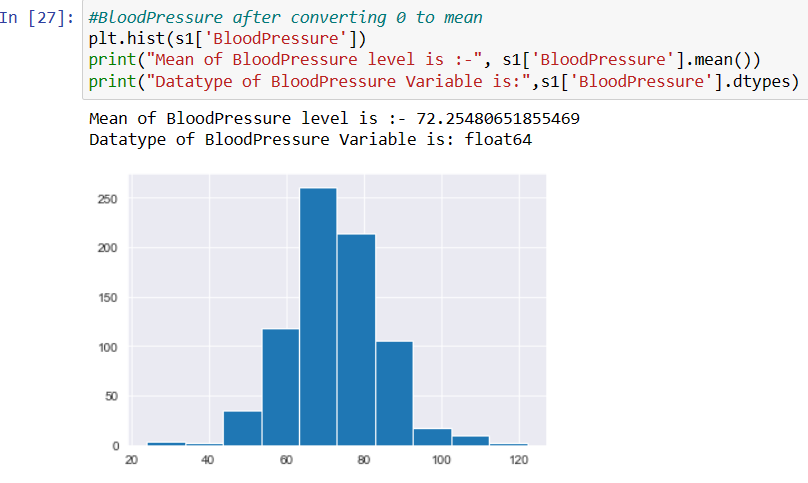 In [27]: #BloodPressure after converting 0 to mean
plt.hist(s1['BloodPressure'])
print("Mean of BloodPressure level is :-", s1['BloodPressure'].mean())
print("Datatype of BloodPressure Variable is:",s1['BloodPressure'].dtypes)
Mean of BloodPressure level is :- 72.25480651855469
Datatype of BloodPressure Variable is: float64
250
200
150
100
50
0
20 40 60 80 100 120